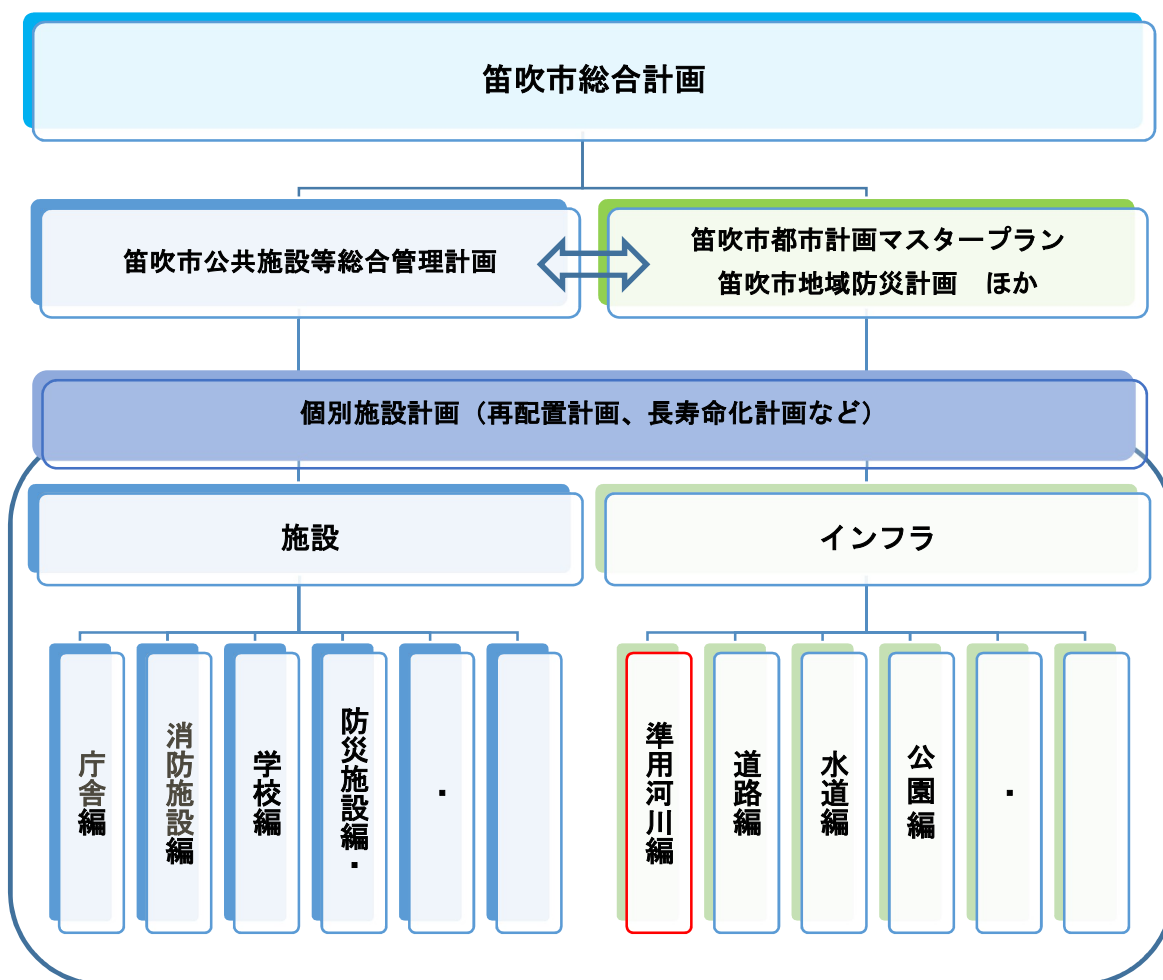 笛吹市総合計画
笛吹市公共施設等総合管理計画
笛吹市都市計画マスタープラン
笛吹市地域防災計画　ほか
個別施設計画（再配置計画、長寿命化計画など）
施設
インフラ
庁舎編
消防施設編
学校編
防災施設編・
・
準用河川編
道路編
水道編
公園編
・